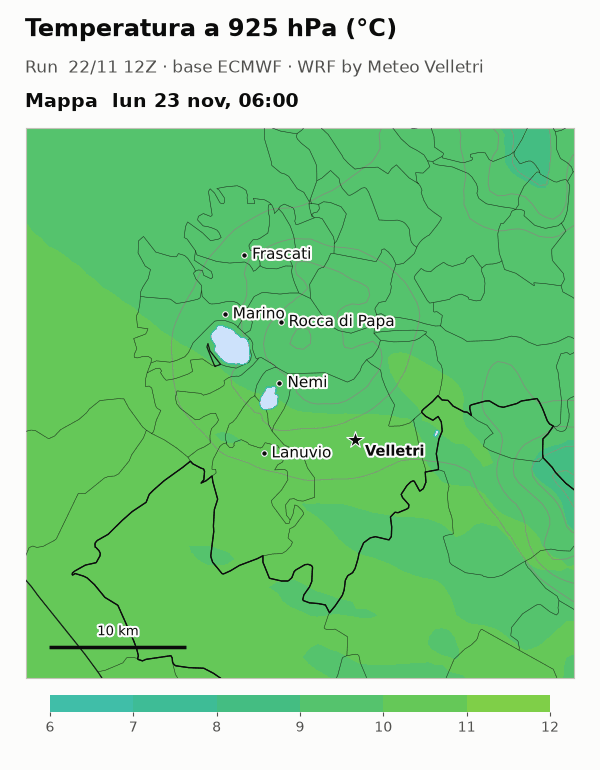 Temperatura a 925 hPa (°C)
Run  22/11 12Z · base ECMWF · WRF by Meteo Velletri
Mappa  lun 23 nov, 06:00
Frascati
Marino
Rocca di Papa
Nemi
Velletri
Lanuvio
10 km
6 7 8 9 10 11 12